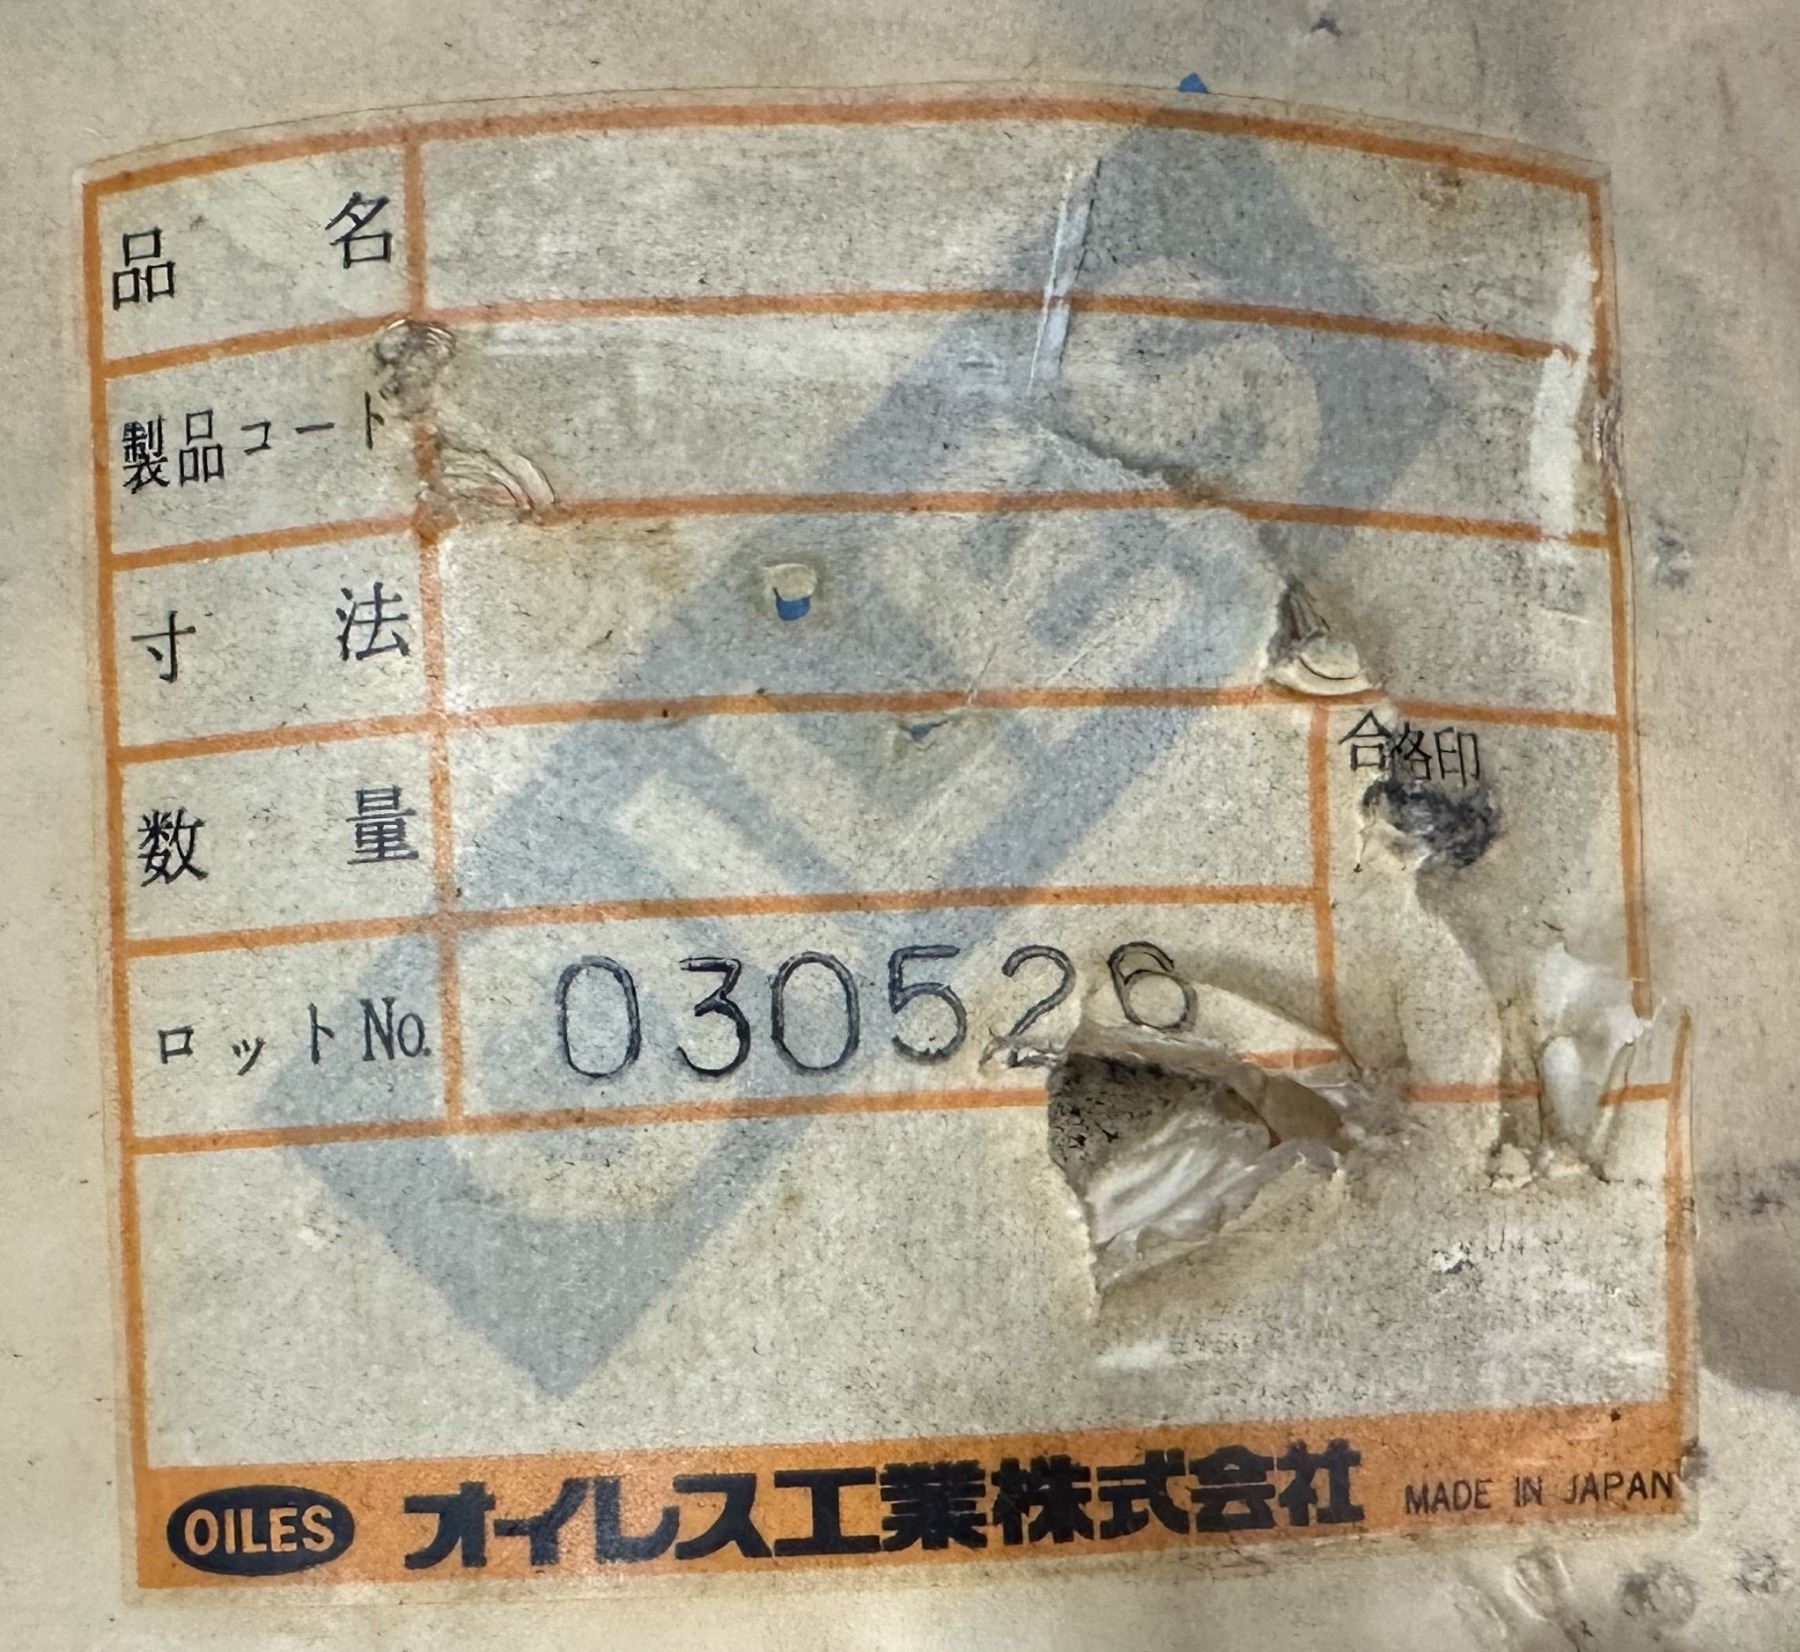 品名
製品コード
寸法
数量
合格印
ロットNo. 030526
OILES オイレス工業株式会社 MADE IN JAPAN
OILES